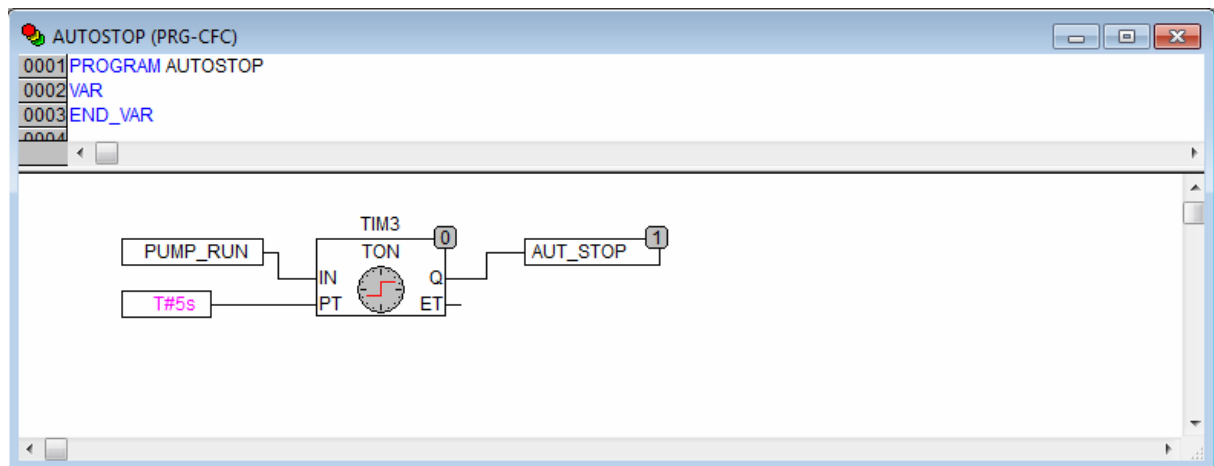 AUTOSTOP (PRG-CFC)
0001 PROGRAM AUTOSTOP
0002 VAR
0003 END_VAR
0004
TIM3
0
1
PUMP_RUN
TON
AUT_STOP
IN
Q
T#5s
PT
ET